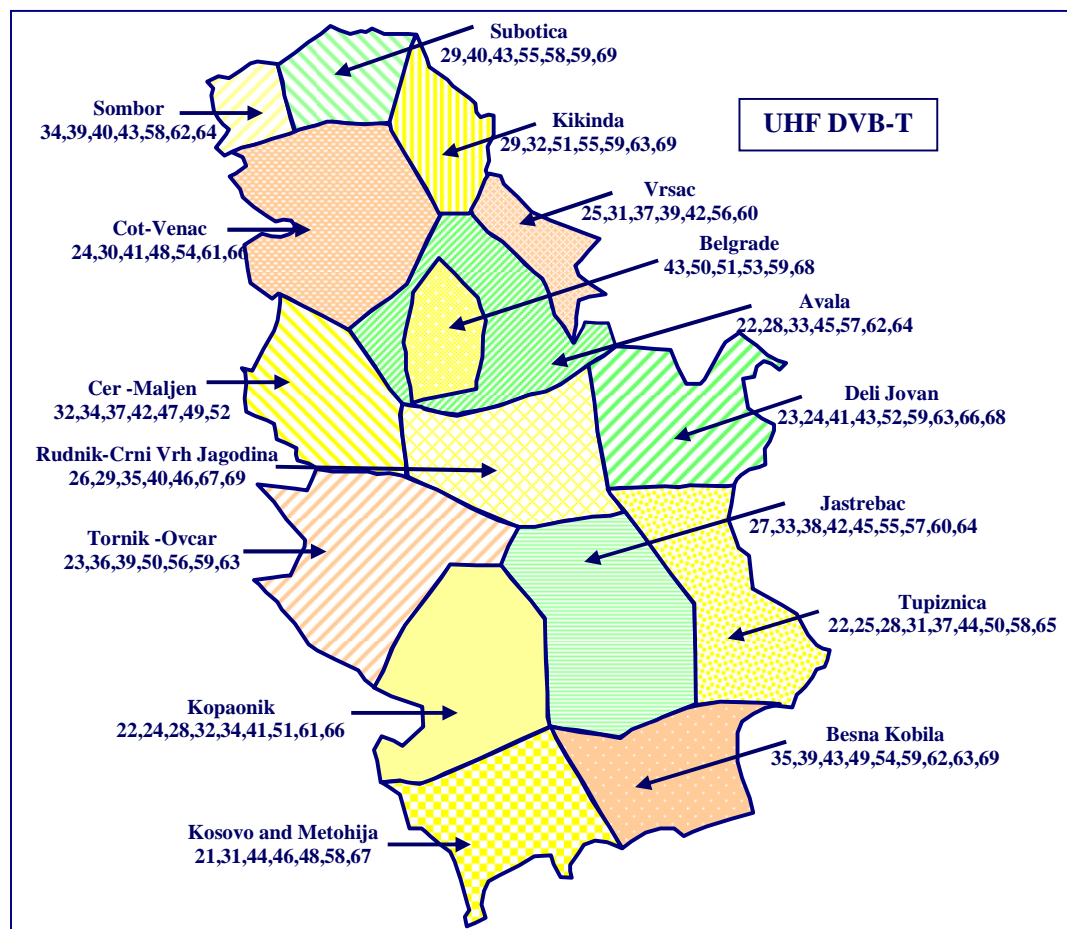 Subotica
29,40,43,55,58,59,69
Sombor
34,39,40,43,58,62,64
UHF DVB-T
Kikinda
29,32,51,55,59,63,69
Vrsac
25,31,37,39,42,56,60
Cot-Venac
24,30,41,48,54,61,66
Belgrade
43,50,51,53,59,68
Avala
22,28,33,45,57,62,64
Cer -Maljen
32,34,37,42,47,49,52
Deli Jovan
23,24,41,43,52,59,63,66,68
Rudnik-Crni Vrh Jagodina
26,29,35,40,46,67,69
Jastrebac
27,33,38,42,45,55,57,60,64
Tornik -Ovcar
23,36,39,50,56,59,63
Tupiznica
22,25,28,31,37,44,50,58,65
Kopaonik
22,24,28,32,34,41,51,61,66
Besna Kobila
35,39,43,49,54,59,62,63,69
Kosovo and Metohija
21,31,44,46,48,58,67